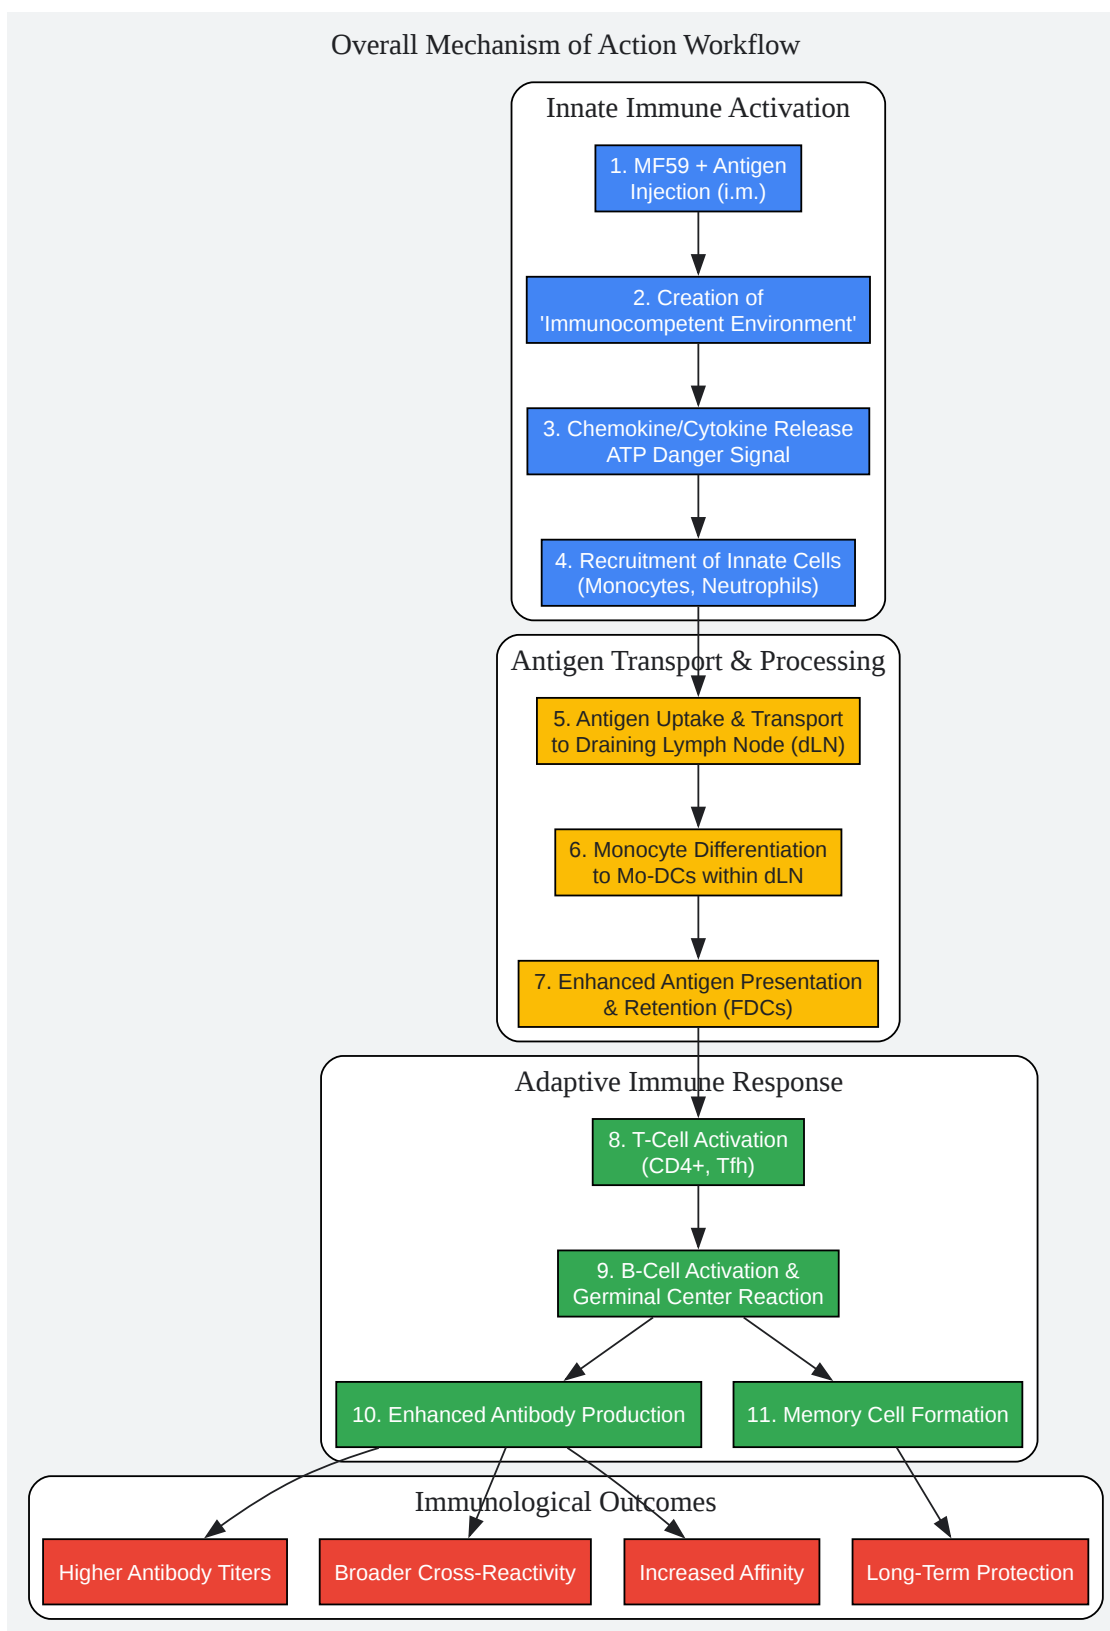 Overall Mechanism of Action Workflow
Innate Immune Activation
1. MF59 + Antigen
Injection (i.m.)
2. Creation of
'Immunocompetent Environment'
3. Chemokine/Cytokine Release
ATP Danger Signal
4. Recruitment of Innate Cells
(Monocytes, Neutrophils)
Antigen Transport & Processing
5. Antigen Uptake & Transport
to Draining Lymph Node (dLN)
6. Monocyte Differentiation
to Mo-DCs within dLN
7. Enhanced Antigen Presentation
& Retention (FDCs)
Adaptive Immune Response
8. T-Cell Activation
(CD4+, Tfh)
9. B-Cell Activation &
Germinal Center Reaction
10. Enhanced Antibody Production
11. Memory Cell Formation
Immunological Outcomes
Higher Antibody Titers
Broader Cross-Reactivity
Increased Affinity
Long-Term Protection